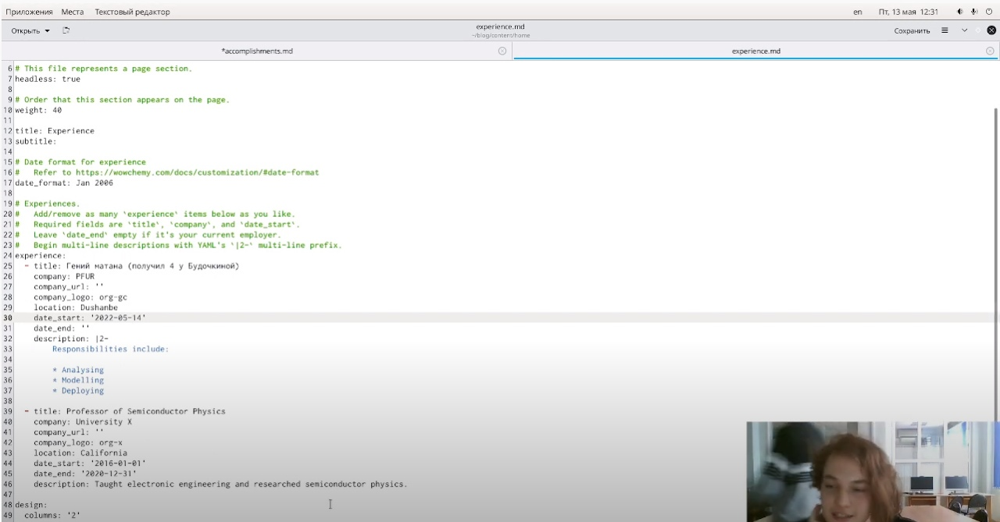 Приложения Места Текстовый редактор en Пт, 13 мая 12:31
Открыть experience.md Сохранить
~/blog/content/home
*accomplishments.md experience.md
6 # This file represents a page section.
7 headless: true
8
9 # Order that this section appears on the page.
10 weight: 40
11
12 title: Experience
13 subtitle:
14
15 # Date format for experience
16 #   Refer to https://wowchemy.com/docs/customization/#date-format
17 date_format: Jan 2006
18
19 # Experiences.
20 #   Add/remove as many `experience` items below as you like.
21 #   Required fields are `title`, `company`, and `date_start`.
22 #   Leave `date_end` empty if it's your current employer.
23 #   Begin multi-line descriptions with YAML's `|2-` multi-line prefix.
24 experience:
25   - title: Гений матана (получил 4 у Будочкиной)
26     company: PFUR
27     company_url: ''
28     company_logo: org-gc
29     location: Dushanbe
30     date_start: '2022-05-14'
31     date_end: ''
32     description: |2-
33         Responsibilities include:
34
35         * Analysing
36         * Modelling
37         * Deploying
38
39   - title: Professor of Semiconductor Physics
40     company: University X
41     company_url: ''
42     company_logo: org-x
43     location: California
44     date_start: '2016-01-01'
45     date_end: '2020-12-31'
46     description: Taught electronic engineering and researched semiconductor physics.
47
48 design:
49   columns: '2'